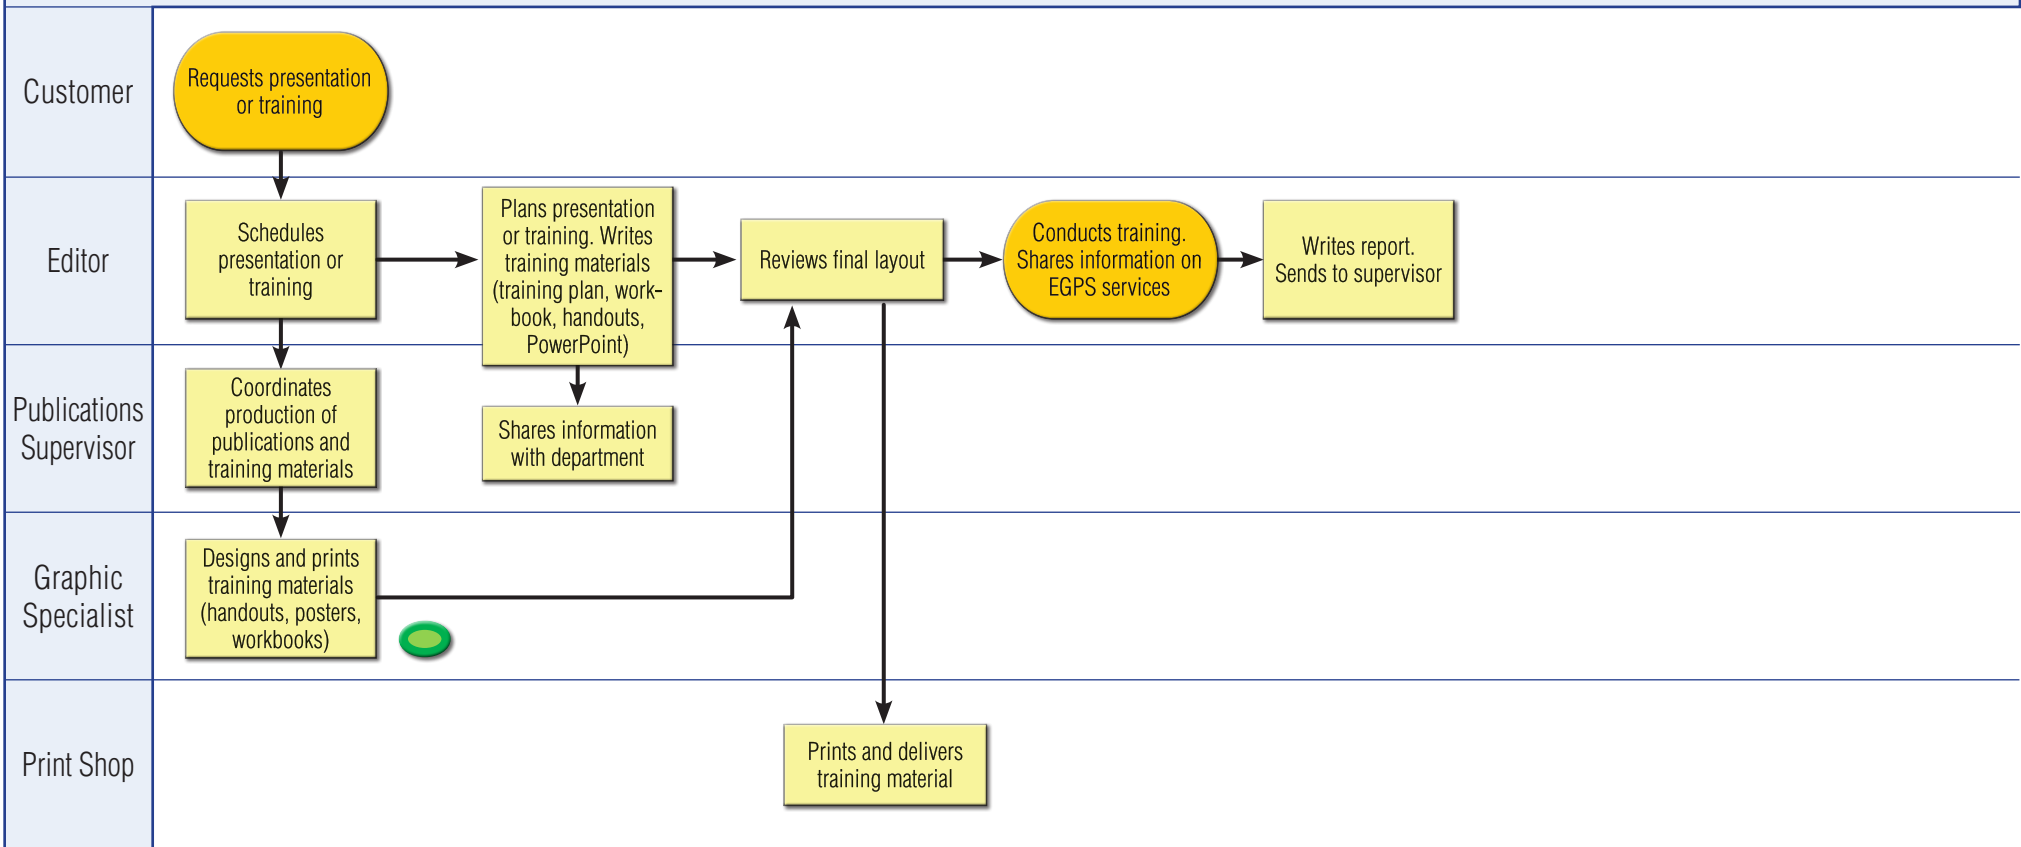 Customer
Requests presentation
or training
Editor
Schedules
presentation or
training
Plans presentation
or training. Writes
training materials
(training plan, work-
book, handouts,
PowerPoint)
Reviews final layout
Conducts training.
Shares information on
EGPS services
Writes report.
Sends to supervisor
Publications
Supervisor
Coordinates
production of
publications and
training materials
Shares information
with department
Graphic
Specialist
Designs and prints
training materials
(handouts, posters,
workbooks)
Print Shop
Prints and delivers
training material